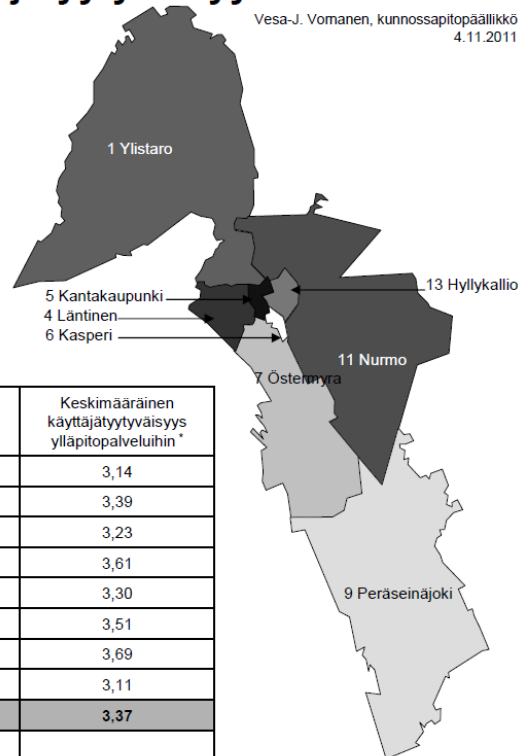 Vesa-J. Vornanen, kunnossapitopäällikkö
4.11.2011
1 Ylistaro
5 Kantakaupunki
4 Läntinen
6 Kasperi
13 Hyllykallio
11 Nurmo
7 Östermyra
9 Peräseinäjoki
Keskimääräinen
käyttäjätyytyväisyys
ylläpitopalveluihin *
3,14
3,39
3,23
3,61
3,30
3,51
3,69
3,11
3,37